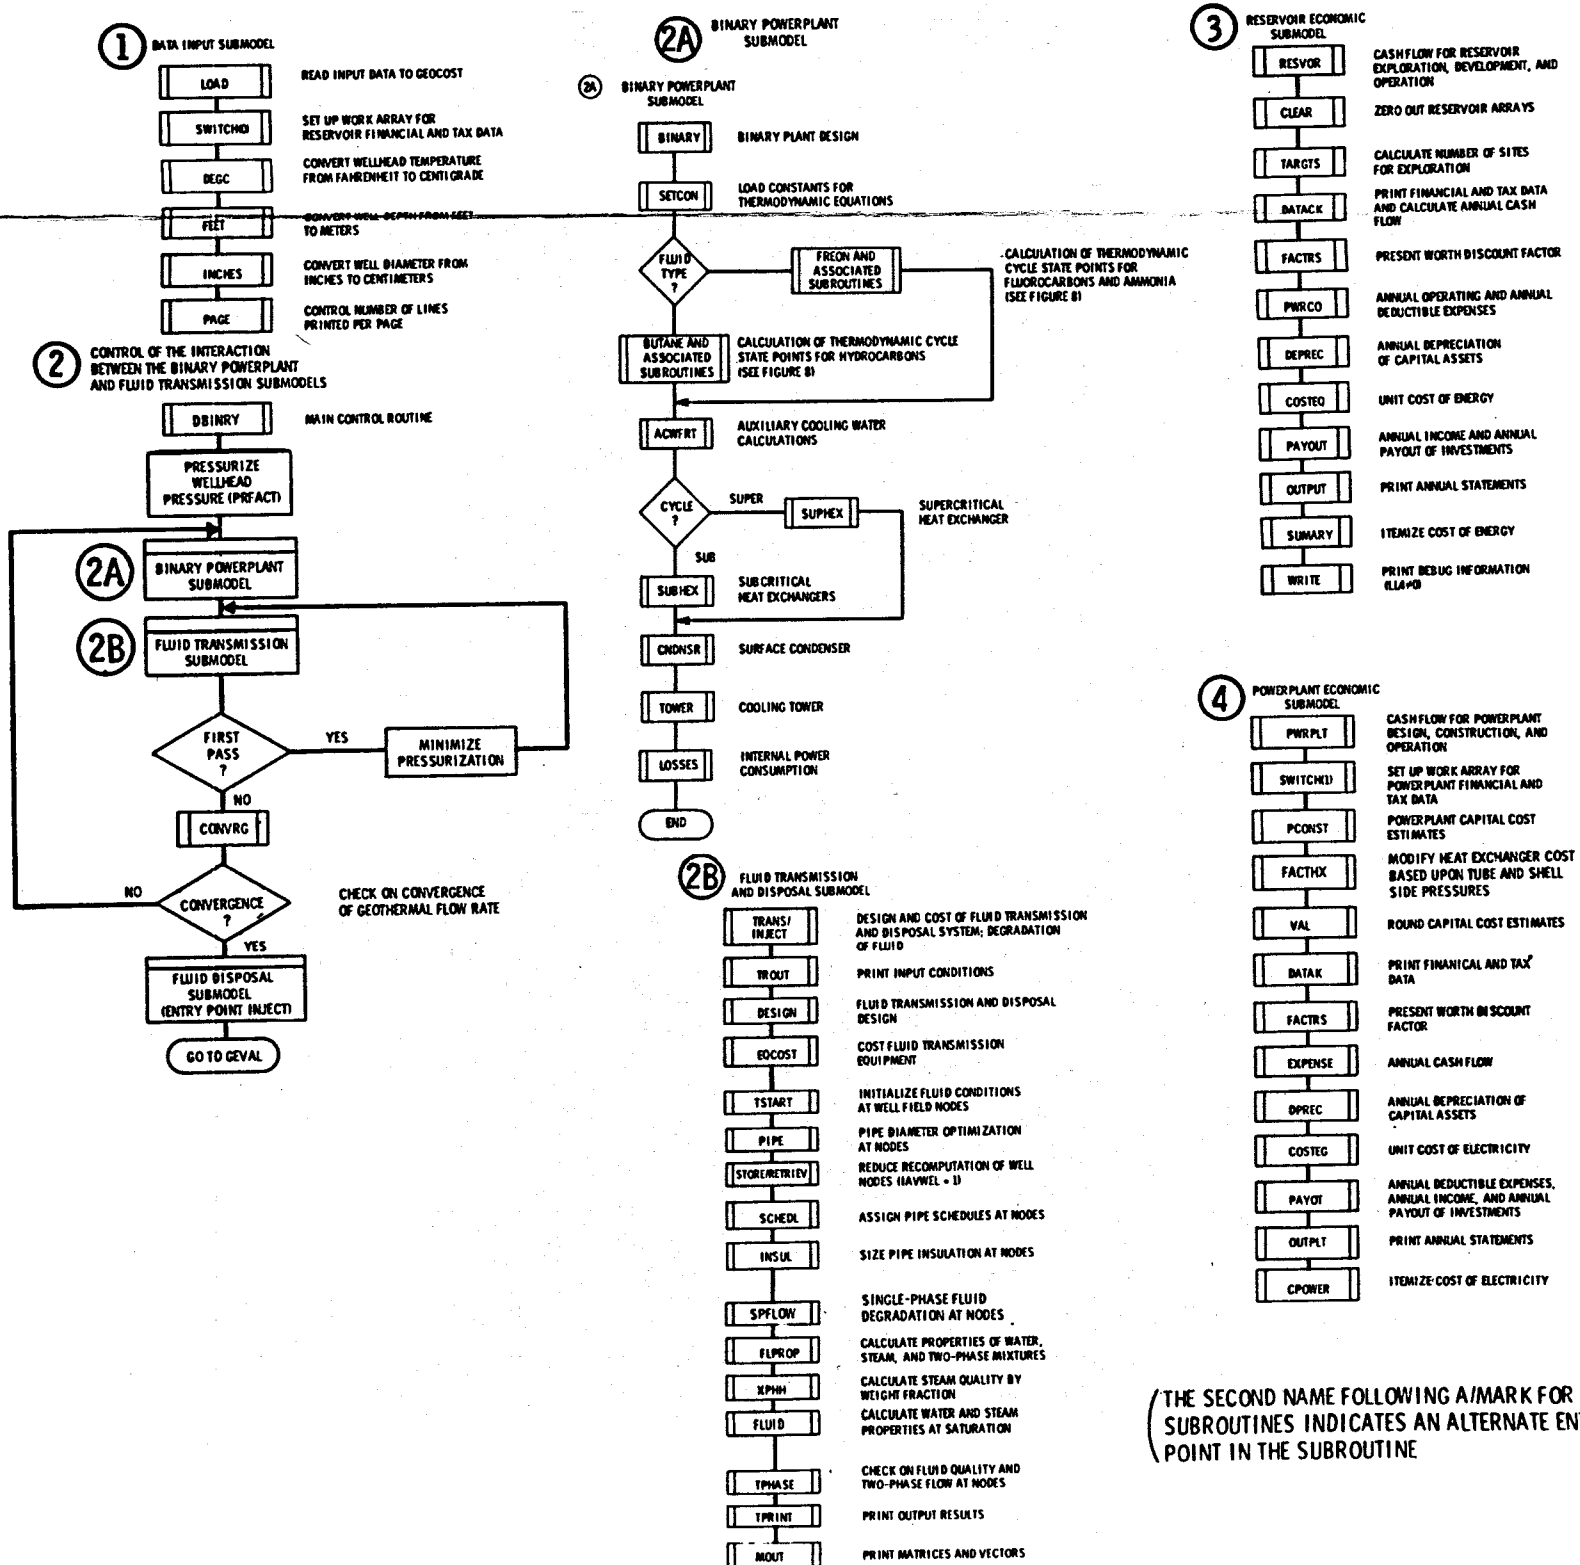 1
DATA INPUT SUBMODEL
LOAD
READ INPUT DATA TO GEOCOST
SWITCH(0)
SET UP WORK ARRAY FOR
RESERVOIR FINANCIAL AND TAX DATA
DEGC
CONVERT WELLHEAD TEMPERATURE
FROM FAHRENHEIT TO CENTIGRADE
FEET
CONVERT WELL DEPTH FROM FEET
TO METERS
INCHES
CONVERT WELL DIAMETER FROM
INCHES TO CENTIMETERS
PAGE
CONTROL NUMBER OF LINES
PRINTED PER PAGE
2
CONTROL OF THE INTERACTION
BETWEEN THE BINARY POWERPLANT
AND FLUID TRANSMISSION SUBMODELS
DBINRY
MAIN CONTROL ROUTINE
PRESSURIZE
WELLHEAD
PRESSURE (PRFACT)
2A
BINARY POWERPLANT
SUBMODEL
2B
FLUID TRANSMISSION
SUBMODEL
FIRST
PASS
?
YES
MINIMIZE
PRESSURIZATION
NO
CONVRG
NO
CONVERGENCE
?
CHECK ON CONVERGENCE
OF GEOTHERMAL FLOW RATE
YES
FLUID DISPOSAL
SUBMODEL
(ENTRY POINT INJECT)
GO TO GEVAL
2A
BINARY POWERPLANT
SUBMODEL
2A
BINARY POWERPLANT
SUBMODEL
BINARY
BINARY PLANT DESIGN
SETCON
LOAD CONSTANTS FOR
THERMODYNAMIC EQUATIONS
FLUID
TYPE
?
FREON AND
ASSOCIATED
SUBROUTINES
CALCULATION OF THERMODYNAMIC
CYCLE STATE POINTS FOR
FLUOROCARBONS AND AMMONIA
(SEE FIGURE 8)
BUTANE AND
ASSOCIATED
SUBROUTINES
CALCULATION OF THERMODYNAMIC CYCLE
STATE POINTS FOR HYDROCARBONS
(SEE FIGURE 8)
ACWFRT
AUXILIARY COOLING WATER
CALCULATIONS
CYCLE
?
SUPER
SUPHEX
SUPERCRITICAL
HEAT EXCHANGER
SUB
SUBHEX
SUBCRITICAL
HEAT EXCHANGERS
CNDNSR
SURFACE CONDENSER
TOWER
COOLING TOWER
LOSSES
INTERNAL POWER
CONSUMPTION
END
2B
FLUID TRANSMISSION
AND DISPOSAL SUBMODEL
TRANS/
INJECT
DESIGN AND COST OF FLUID TRANSMISSION
AND DISPOSAL SYSTEM; DEGRADATION
OF FLUID
TROUT
PRINT INPUT CONDITIONS
DESIGN
FLUID TRANSMISSION AND DISPOSAL
DESIGN
EQCOST
COST FLUID TRANSMISSION
EQUIPMENT
TSTART
INITIALIZE FLUID CONDITIONS
AT WELL FIELD NODES
PIPE
PIPE DIAMETER OPTIMIZATION
AT NODES
STORE/RETRIEV
REDUCE RECOMPUTATION OF WELL
NODES (IAVWEL = 1)
SCHEDL
ASSIGN PIPE SCHEDULES AT NODES
INSUL
SIZE PIPE INSULATION AT NODES
SPFLOW
SINGLE-PHASE FLUID
DEGRADATION AT NODES
FLPROP
CALCULATE PROPERTIES OF WATER,
STEAM, AND TWO-PHASE MIXTURES
XPHH
CALCULATE STEAM QUALITY BY
WEIGHT FRACTION
FLUID
CALCULATE WATER AND STEAM
PROPERTIES AT SATURATION
TPHASE
CHECK ON FLUID QUALITY AND
TWO-PHASE FLOW AT NODES
TPRINT
PRINT OUTPUT RESULTS
MOUT
PRINT MATRICES AND VECTORS
3
RESERVOIR ECONOMIC
SUBMODEL
RESVOR
CASH FLOW FOR RESERVOIR
EXPLORATION, DEVELOPMENT, AND
OPERATION
CLEAR
ZERO OUT RESERVOIR ARRAYS
TARGTS
CALCULATE NUMBER OF SITES
FOR EXPLORATION
DATACK
PRINT FINANCIAL AND TAX DATA
AND CALCULATE ANNUAL CASH
FLOW
FACTRS
PRESENT WORTH DISCOUNT FACTOR
PWRCO
ANNUAL OPERATING AND ANNUAL
DEDUCTIBLE EXPENSES
DEPREC
ANNUAL DEPRECIATION
OF CAPITAL ASSETS
COSTEQ
UNIT COST OF ENERGY
PAYOUT
ANNUAL INCOME AND ANNUAL
PAYOUT OF INVESTMENTS
OUTPUT
PRINT ANNUAL STATEMENTS
SUMARY
ITEMIZE COST OF ENERGY
WRITE
PRINT DEBUG INFORMATION
4
POWERPLANT ECONOMIC
SUBMODEL
PWRPLT
CASH FLOW FOR POWERPLANT
DESIGN, CONSTRUCTION, AND
OPERATION
SWITCH(1)
SET UP WORK ARRAY FOR
POWERPLANT FINANCIAL AND
TAX DATA
PCONST
POWERPLANT CAPITAL COST
ESTIMATES
FACTHX
MODIFY HEAT EXCHANGER COST
BASED UPON TUBE AND SHELL
SIDE PRESSURES
VAL
ROUND CAPITAL COST ESTIMATES
DATAK
PRINT FINANICAL AND TAX
DATA
FACTRS
PRESENT WORTH DISCOUNT
FACTOR
EXPENSE
ANNUAL CASH FLOW
DPREC
ANNUAL DEPRECIATION OF
CAPITAL ASSETS
COSTEG
UNIT COST OF ELECTRICITY
PAYOT
ANNUAL DEDUCTIBLE EXPENSES,
ANNUAL INCOME, AND ANNUAL
PAYOUT OF INVESTMENTS
OUTPLT
PRINT ANNUAL STATEMENTS
CPOWER
ITEMIZE COST OF ELECTRICITY
(THE SECOND NAME FOLLOWING A/MARK FOR
SUBROUTINES INDICATES AN ALTERNATE EN
POINT IN THE SUBROUTINE